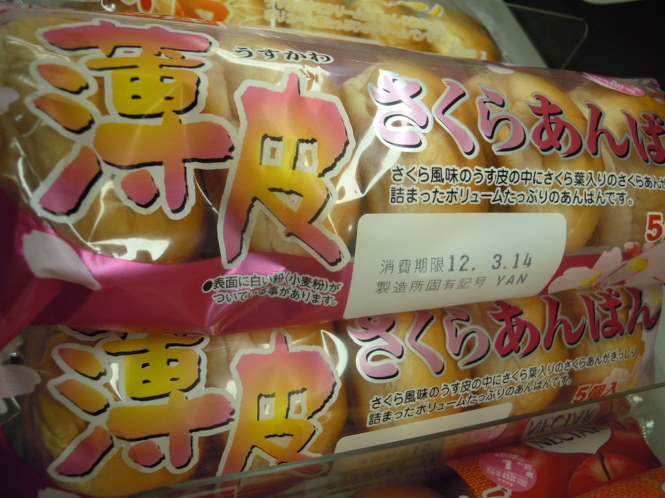 うすかわ
薄皮
さくらあんぱ
さくら風味のうす皮の中にさくら葉入りのさくらあんが
詰まったボリュームたっぷりのあんぱんです。
5
消費期限 12. 3.14
製造所固有記号 YAN
●表面に白い粉(小麦粉)が
ついている事があります。
薄皮
さくらあんぱん
さくら風味のうす皮の中にさくら葉入りのさくらあんがぎっしり
詰まったボリュームたっぷりのあんぱんです。
5個入
NECTAR